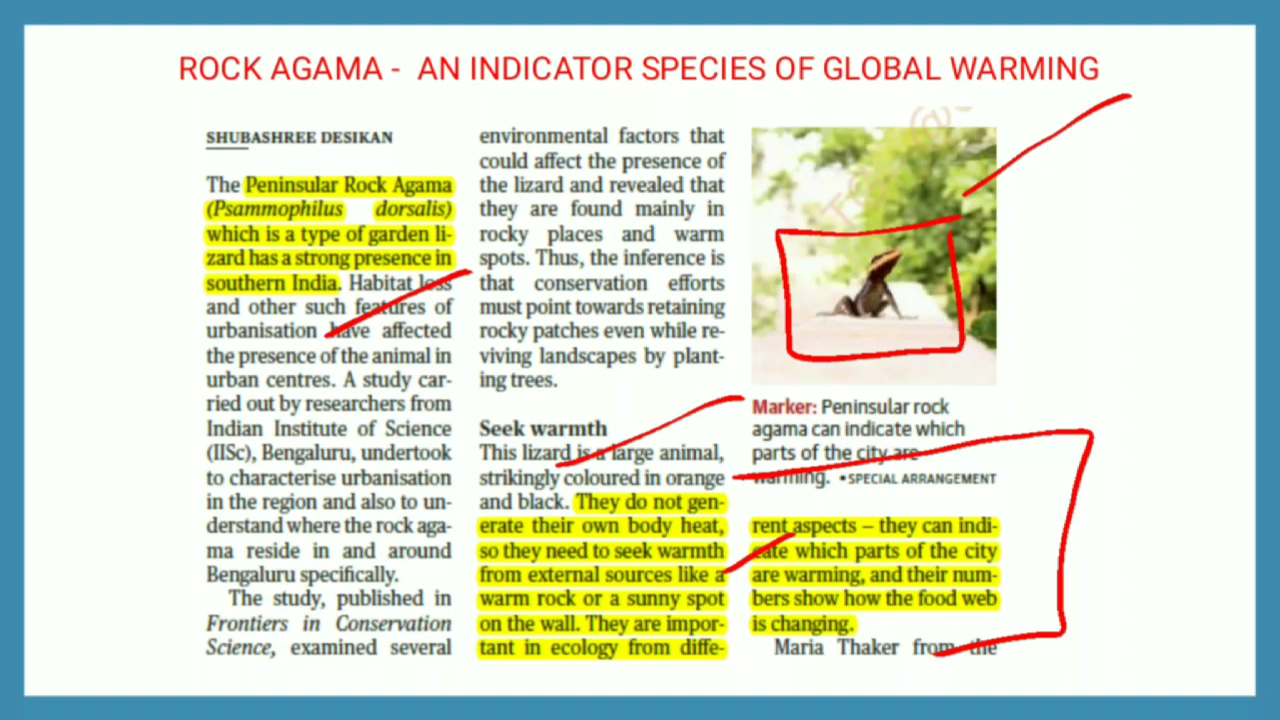 ROCK AGAMA - AN INDICATOR SPECIES OF GLOBAL WARMING
SHUBASHREE DESIKAN
The Peninsular Rock Agama
(Psammophilus dorsalis)
which is a type of garden li-
zard has a strong presence in
southern India. Habitat loss
and other such features of
urbanisation have affected
the presence of the animal in
urban centres. A study car-
ried out by researchers from
Indian Institute of Science
(IISc), Bengaluru, undertook
to characterise urbanisation
in the region and also to un-
derstand where the rock aga-
ma reside in and around
Bengaluru specifically.
The study, published in
Frontiers in Conservation
Science, examined several
environmental factors that
could affect the presence of
the lizard and revealed that
they are found mainly in
rocky places and warm
spots. Thus, the inference is
that conservation efforts
must point towards retaining
rocky patches even while re-
viving landscapes by plant-
ing trees.
Seek warmth
This lizard is a large animal,
strikingly coloured in orange
and black. They do not gen-
erate their own body heat,
so they need to seek warmth
from external sources like a
warm rock or a sunny spot
on the wall. They are impor-
tant in ecology from diffe-
Marker: Peninsular rock
agama can indicate which
parts of the city are
warming. •SPECIAL ARRANGEMENT
rent aspects – they can indi-
cate which parts of the city
are warming, and their num-
bers show how the food web
is changing.
Maria Thaker from the